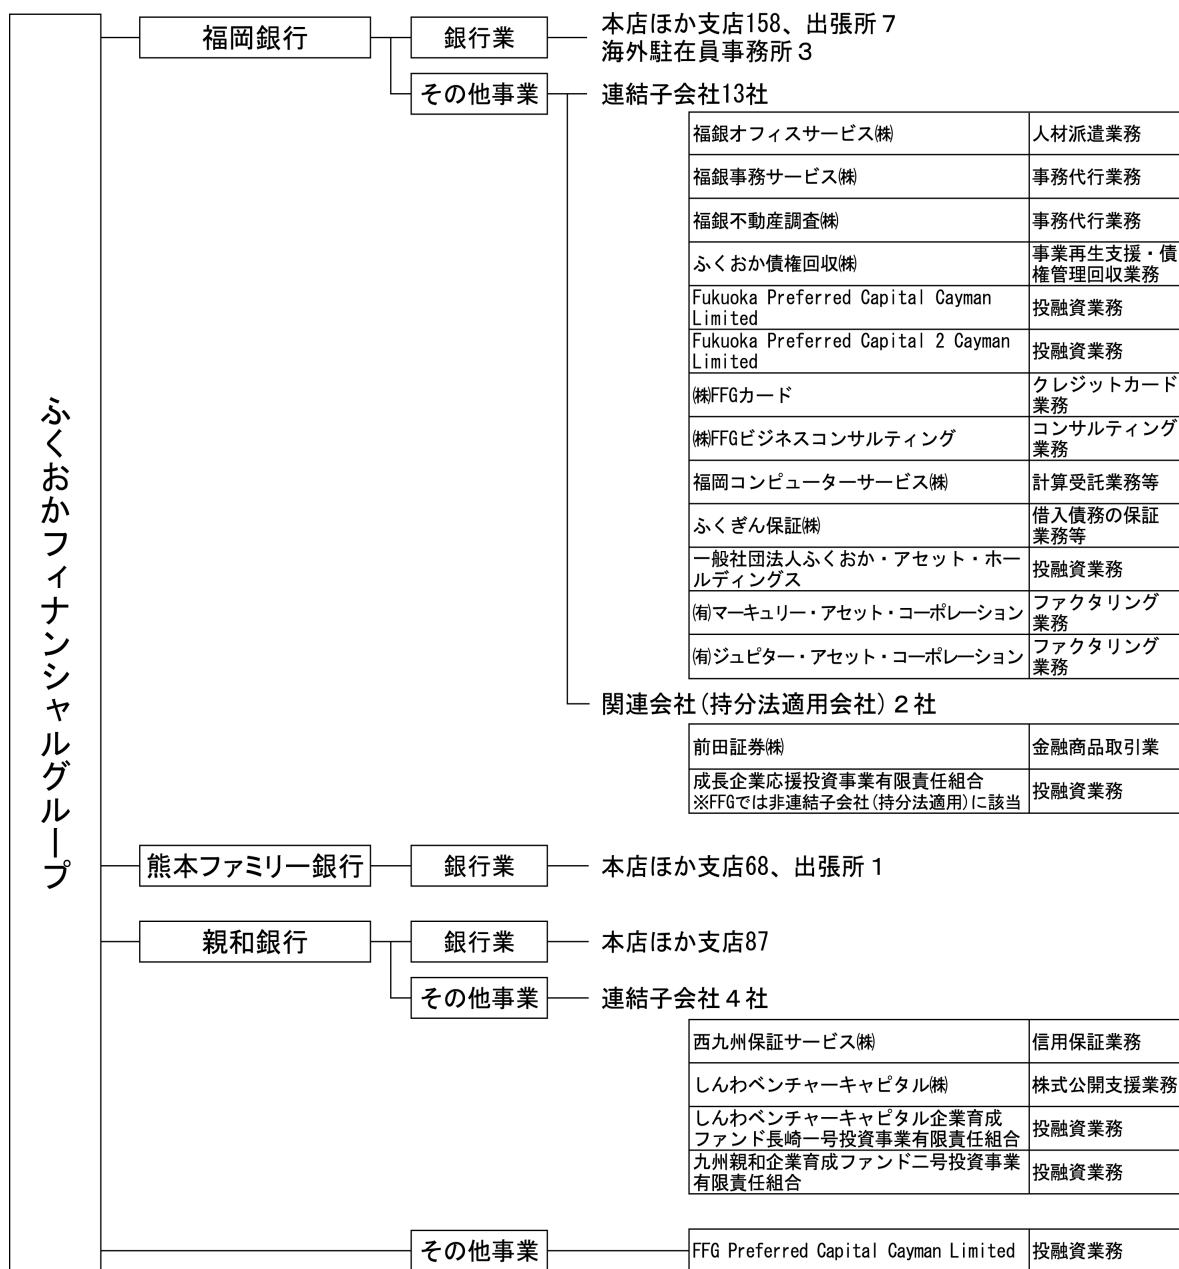 ふくおかフィナンシャルグループ
福岡銀行
銀行業
本店ほか支店158、出張所７
海外駐在員事務所３
その他事業
連結子会社13社
福銀オフィスサービス㈱
人材派遣業務
福銀事務サービス㈱
事務代行業務
福銀不動産調査㈱
事務代行業務
ふくおか債権回収㈱
事業再生支援・債
権管理回収業務
Fukuoka Preferred Capital Cayman
Limited
投融資業務
Fukuoka Preferred Capital 2 Cayman
Limited
投融資業務
㈱FFGカード
クレジットカード
業務
㈱FFGビジネスコンサルティング
コンサルティング
業務
福岡コンピューターサービス㈱
計算受託業務等
ふくぎん保証㈱
借入債務の保証
業務等
一般社団法人ふくおか・アセット・ホー
ルディングス
投融資業務
㈲マーキュリー・アセット・コーポレーション
ファクタリング
業務
㈲ジュピター・アセット・コーポレーション
ファクタリング
業務
関連会社(持分法適用会社)２社
前田証券㈱
金融商品取引業
成長企業応援投資事業有限責任組合
※FFGでは非連結子会社(持分法適用)に該当
投融資業務
熊本ファミリー銀行
銀行業
本店ほか支店68、出張所１
親和銀行
銀行業
本店ほか支店87
その他事業
連結子会社４社
西九州保証サービス㈱
信用保証業務
しんわベンチャーキャピタル㈱
株式公開支援業務
しんわベンチャーキャピタル企業育成
ファンド長崎一号投資事業有限責任組合
投融資業務
九州親和企業育成ファンド二号投資事業
有限責任組合
投融資業務
その他事業
FFG Preferred Capital Cayman Limited
投融資業務